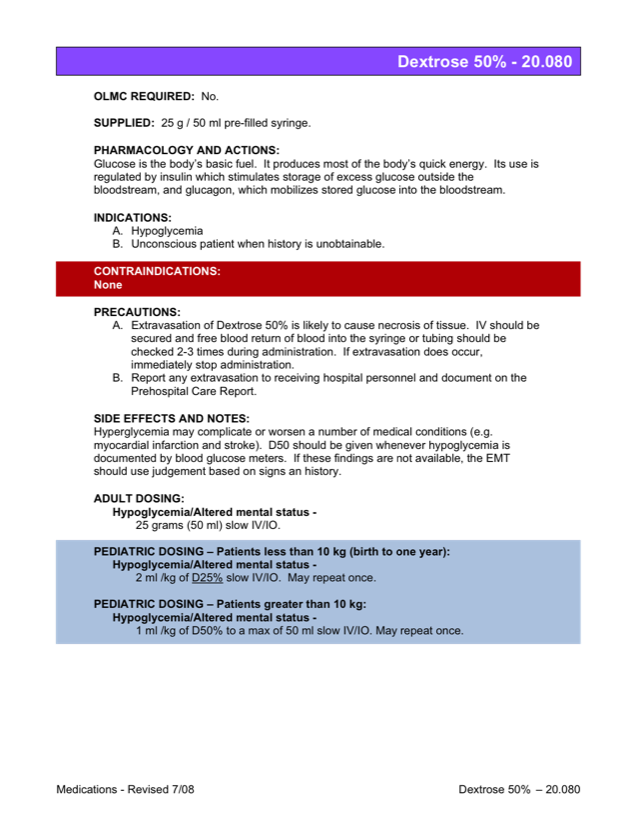 Dextrose 50% - 20.080
OLMC REQUIRED: No.
SUPPLIED: 25 g / 50 ml pre-filled syringe.
PHARMACOLOGY AND ACTIONS:
Glucose is the body's basic fuel. It produces most of the body's quick energy. Its use is
regulated by insulin which stimulates storage of excess glucose outside the
bloodstream, and glucagon, which mobilizes stored glucose into the bloodstream.
INDICATIONS:
A. Hypoglycemia
B. Unconscious patient when history is unobtainable.
CONTRAINDICATIONS:
None
PRECAUTIONS:
A. Extravasation of Dextrose 50% is likely to cause necrosis of tissue. IV should be
secured and free blood return of blood into the syringe or tubing should be
checked 2-3 times during administration. If extravasation does occur,
immediately stop administration.
B. Report any extravasation to receiving hospital personnel and document on the
Prehospital Care Report.
SIDE EFFECTS AND NOTES:
Hyperglycemia may complicate or worsen a number of medical conditions (e.g.
myocardial infarction and stroke). D50 should be given whenever hypoglycemia is
documented by blood glucose meters. If these findings are not available, the EMT
should use judgement based on signs an history.
ADULT DOSING:
Hypoglycemia/Altered mental status -
25 grams (50 ml) slow IV/IO.
PEDIATRIC DOSING – Patients less than 10 kg (birth to one year):
Hypoglycemia/Altered mental status -
2 ml /kg of D25% slow IV/IO. May repeat once.
PEDIATRIC DOSING – Patients greater than 10 kg:
Hypoglycemia/Altered mental status -
1 ml /kg of D50% to a max of 50 ml slow IV/IO. May repeat once.
Medications - Revised 7/08
Dextrose 50% – 20.080